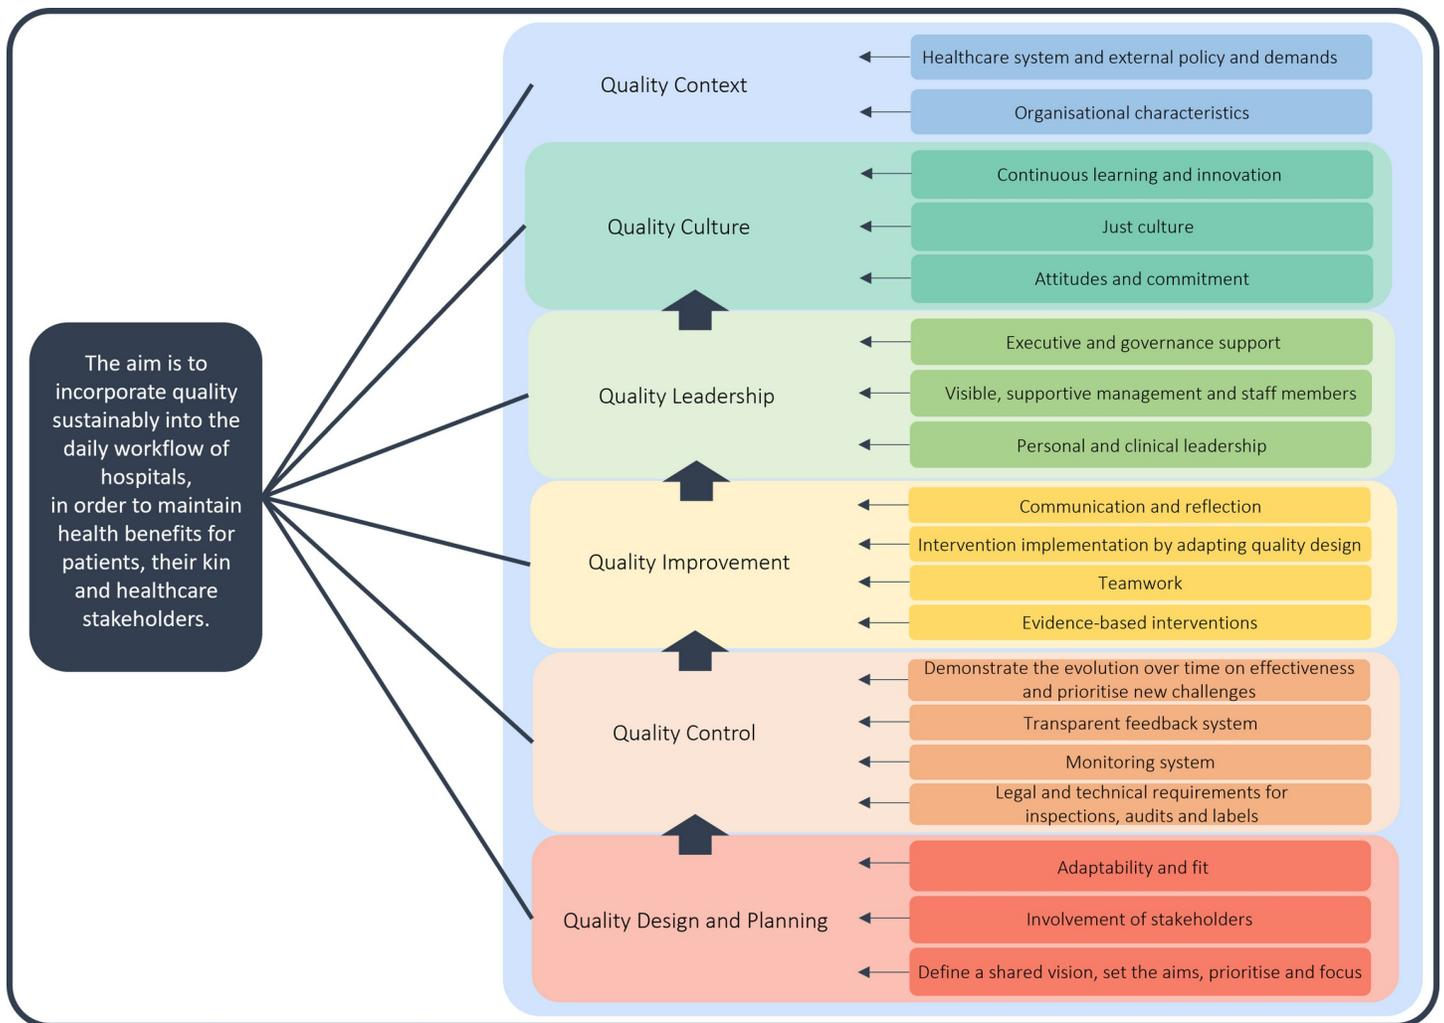 The aim is to
incorporate quality
sustainably into the
daily workflow of
hospitals,
in order to maintain
health benefits for
patients, their kin
and healthcare
stakeholders.
Quality Context
Healthcare system and external policy and demands
Organisational characteristics
Quality Culture
Continuous learning and innovation
Just culture
Attitudes and commitment
Quality Leadership
Executive and governance support
Visible, supportive management and staff members
Personal and clinical leadership
Quality Improvement
Communication and reflection
Intervention implementation by adapting quality design
Teamwork
Evidence-based interventions
Quality Control
Demonstrate the evolution over time on effectiveness
and prioritise new challenges
Transparent feedback system
Monitoring system
Legal and technical requirements for
inspections, audits and labels
Quality Design and Planning
Adaptability and fit
Involvement of stakeholders
Define a shared vision, set the aims, prioritise and focus